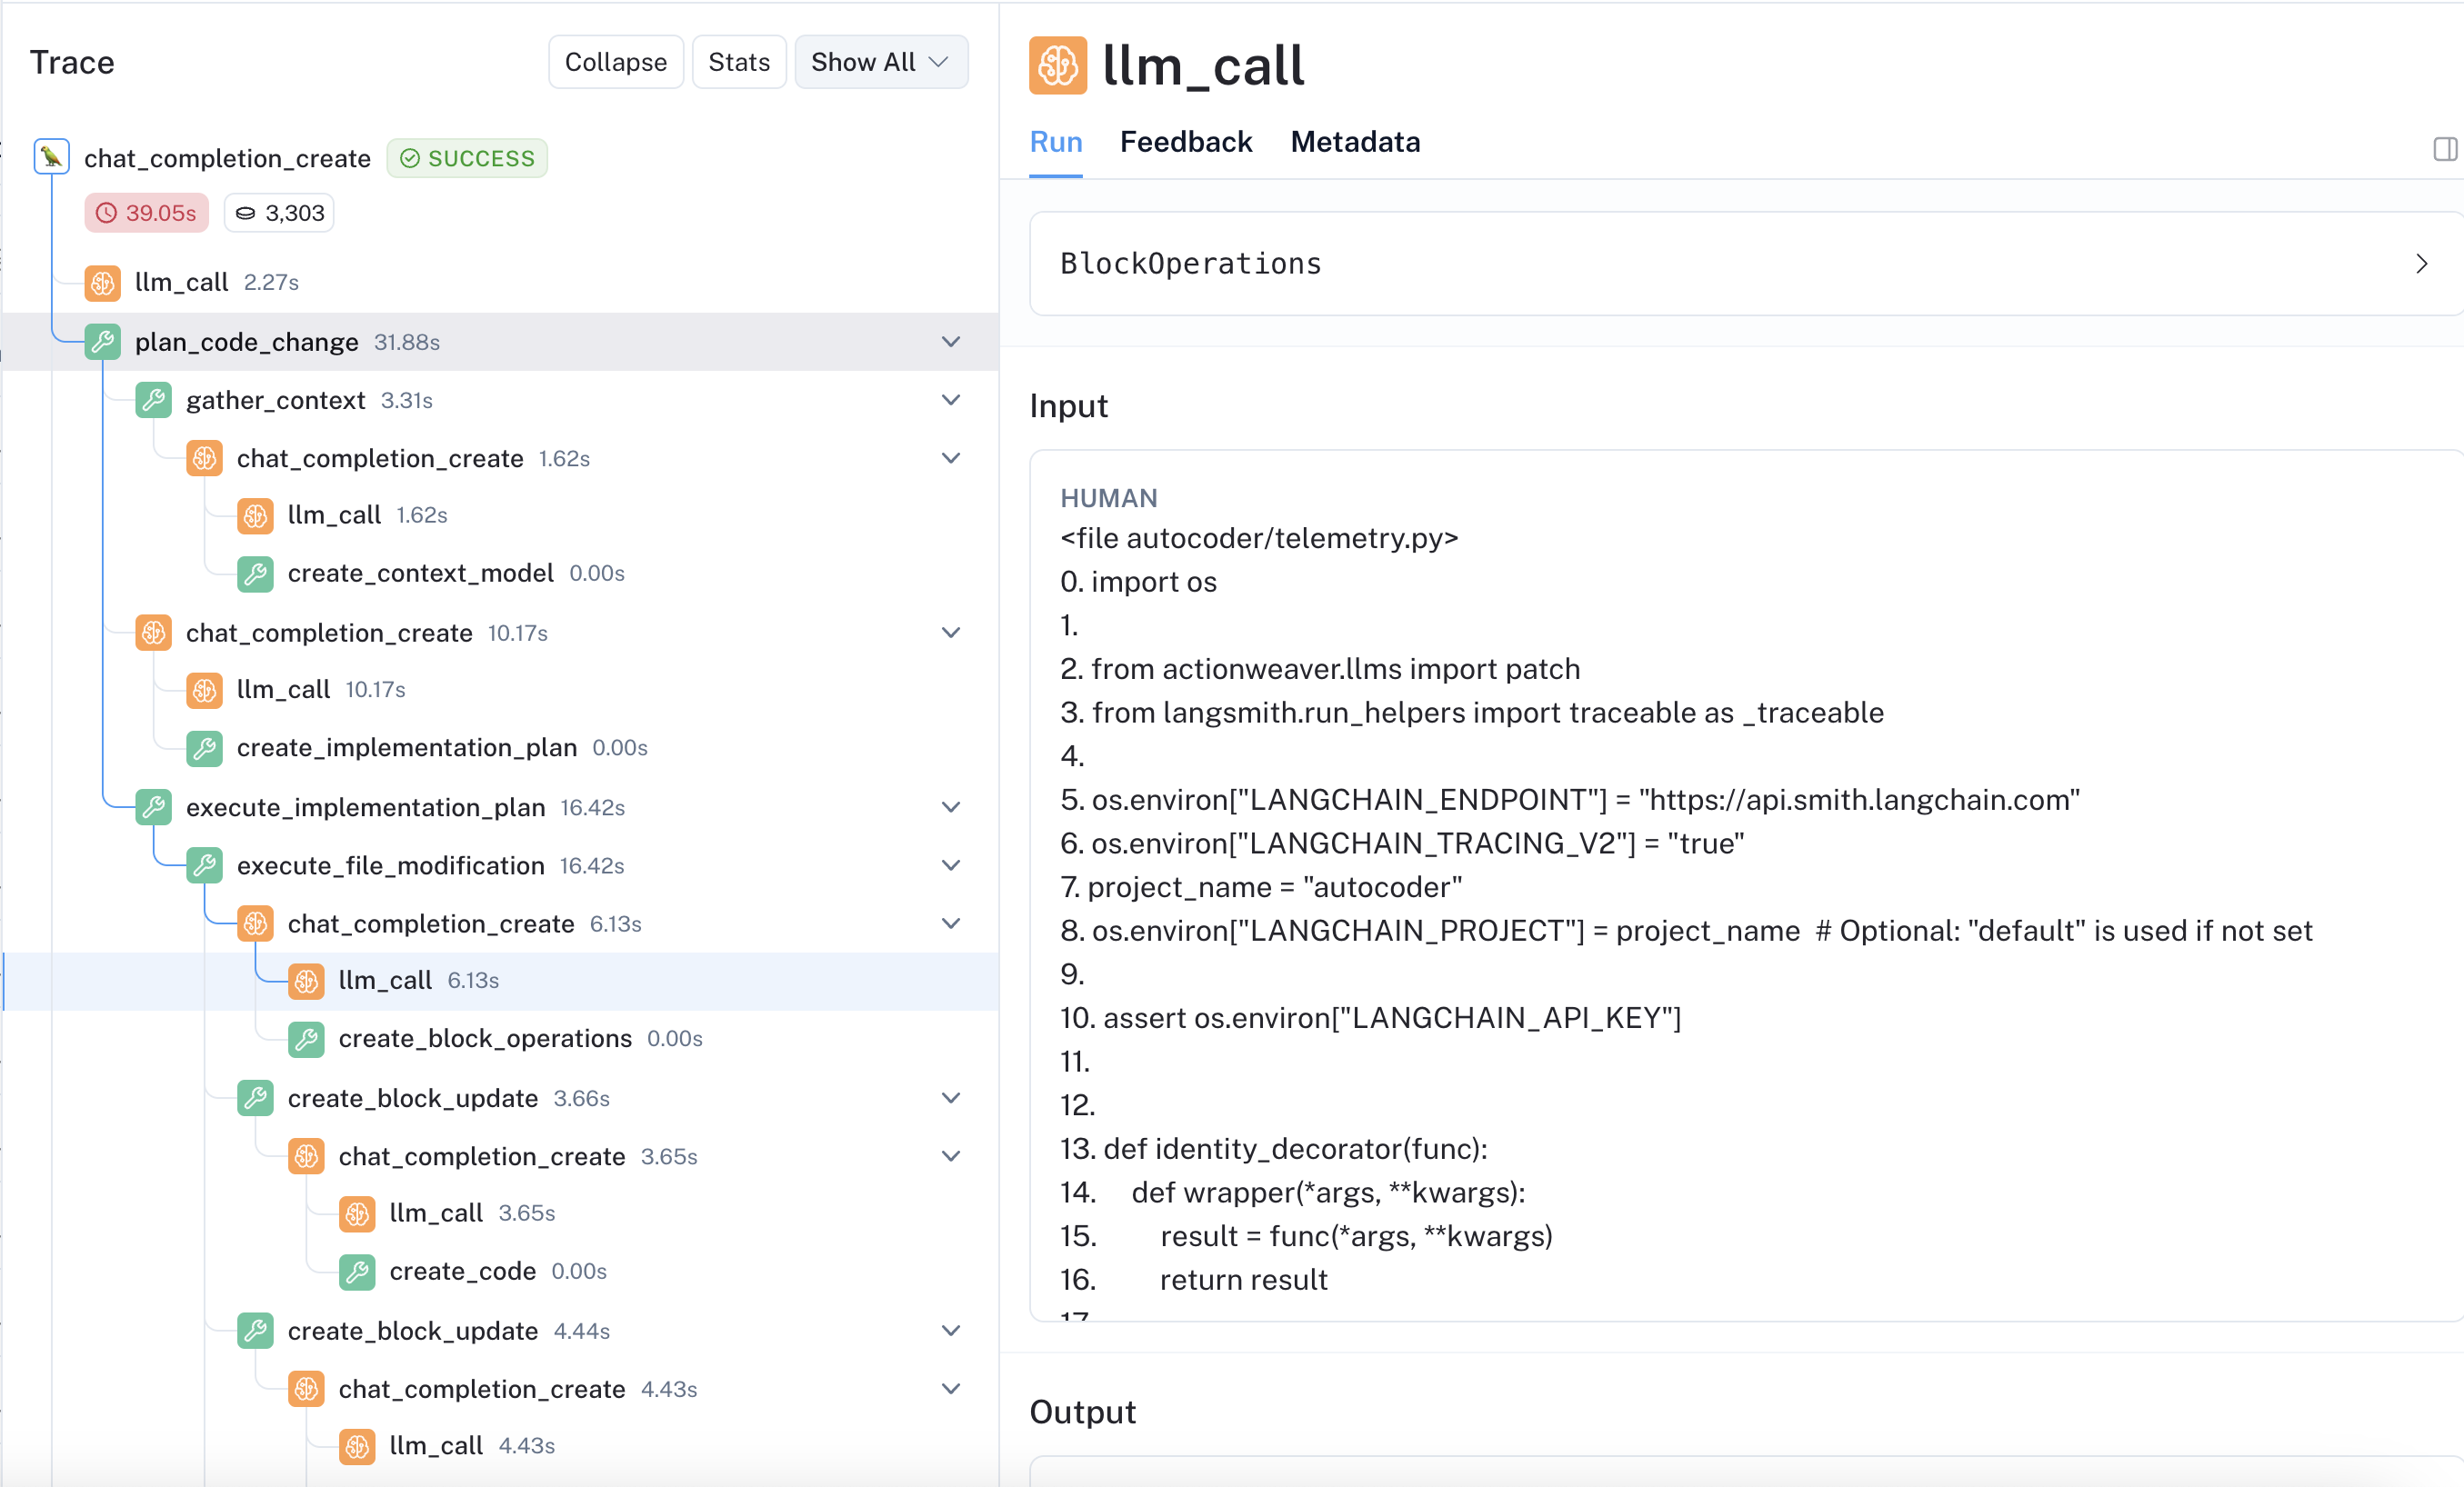 Trace
Collapse
Stats
Show All
chat_completion_create
SUCCESS
39.05s
3,303
llm_call 2.27s
plan_code_change 31.88s
gather_context 3.31s
chat_completion_create 1.62s
llm_call 1.62s
create_context_model 0.00s
chat_completion_create 10.17s
llm_call 10.17s
create_implementation_plan 0.00s
execute_implementation_plan 16.42s
execute_file_modification 16.42s
chat_completion_create 6.13s
llm_call 6.13s
create_block_operations 0.00s
create_block_update 3.66s
chat_completion_create 3.65s
llm_call 3.65s
create_code 0.00s
create_block_update 4.44s
chat_completion_create 4.43s
llm_call 4.43s
llm_call
Run
Feedback
Metadata
BlockOperations
Input
HUMAN
<file autocoder/telemetry.py>
0. import os
1.
2. from actionweaver.llms import patch
3. from langsmith.run_helpers import traceable as _traceable
4.
5. os.environ["LANGCHAIN_ENDPOINT"] = "https://api.smith.langchain.com"
6. os.environ["LANGCHAIN_TRACING_V2"] = "true"
7. project_name = "autocoder"
8. os.environ["LANGCHAIN_PROJECT"] = project_name  # Optional: "default" is used if not set
9.
10. assert os.environ["LANGCHAIN_API_KEY"]
11.
12.
13. def identity_decorator(func):
14.     def wrapper(*args, **kwargs):
15.         result = func(*args, **kwargs)
16.         return result
17.
Output